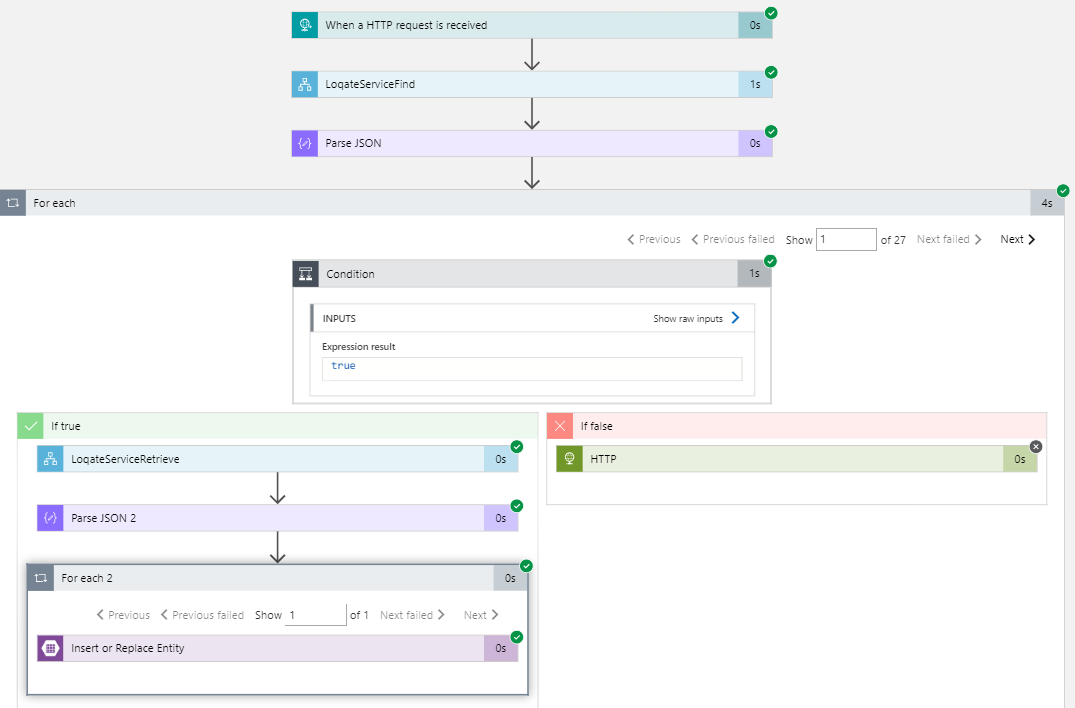 When a HTTP request is received 0s
LoqateServiceFind 1s
Parse JSON 0s
For each 4s
Previous Previous failed Show 1 of 27 Next failed Next
Condition 1s
INPUTS Show raw inputs
Expression result
true
If true
If false
LoqateServiceRetrieve 0s
HTTP 0s
Parse JSON 2 0s
For each 2 0s
Previous Previous failed Show 1 of 1 Next failed Next
Insert or Replace Entity 0s